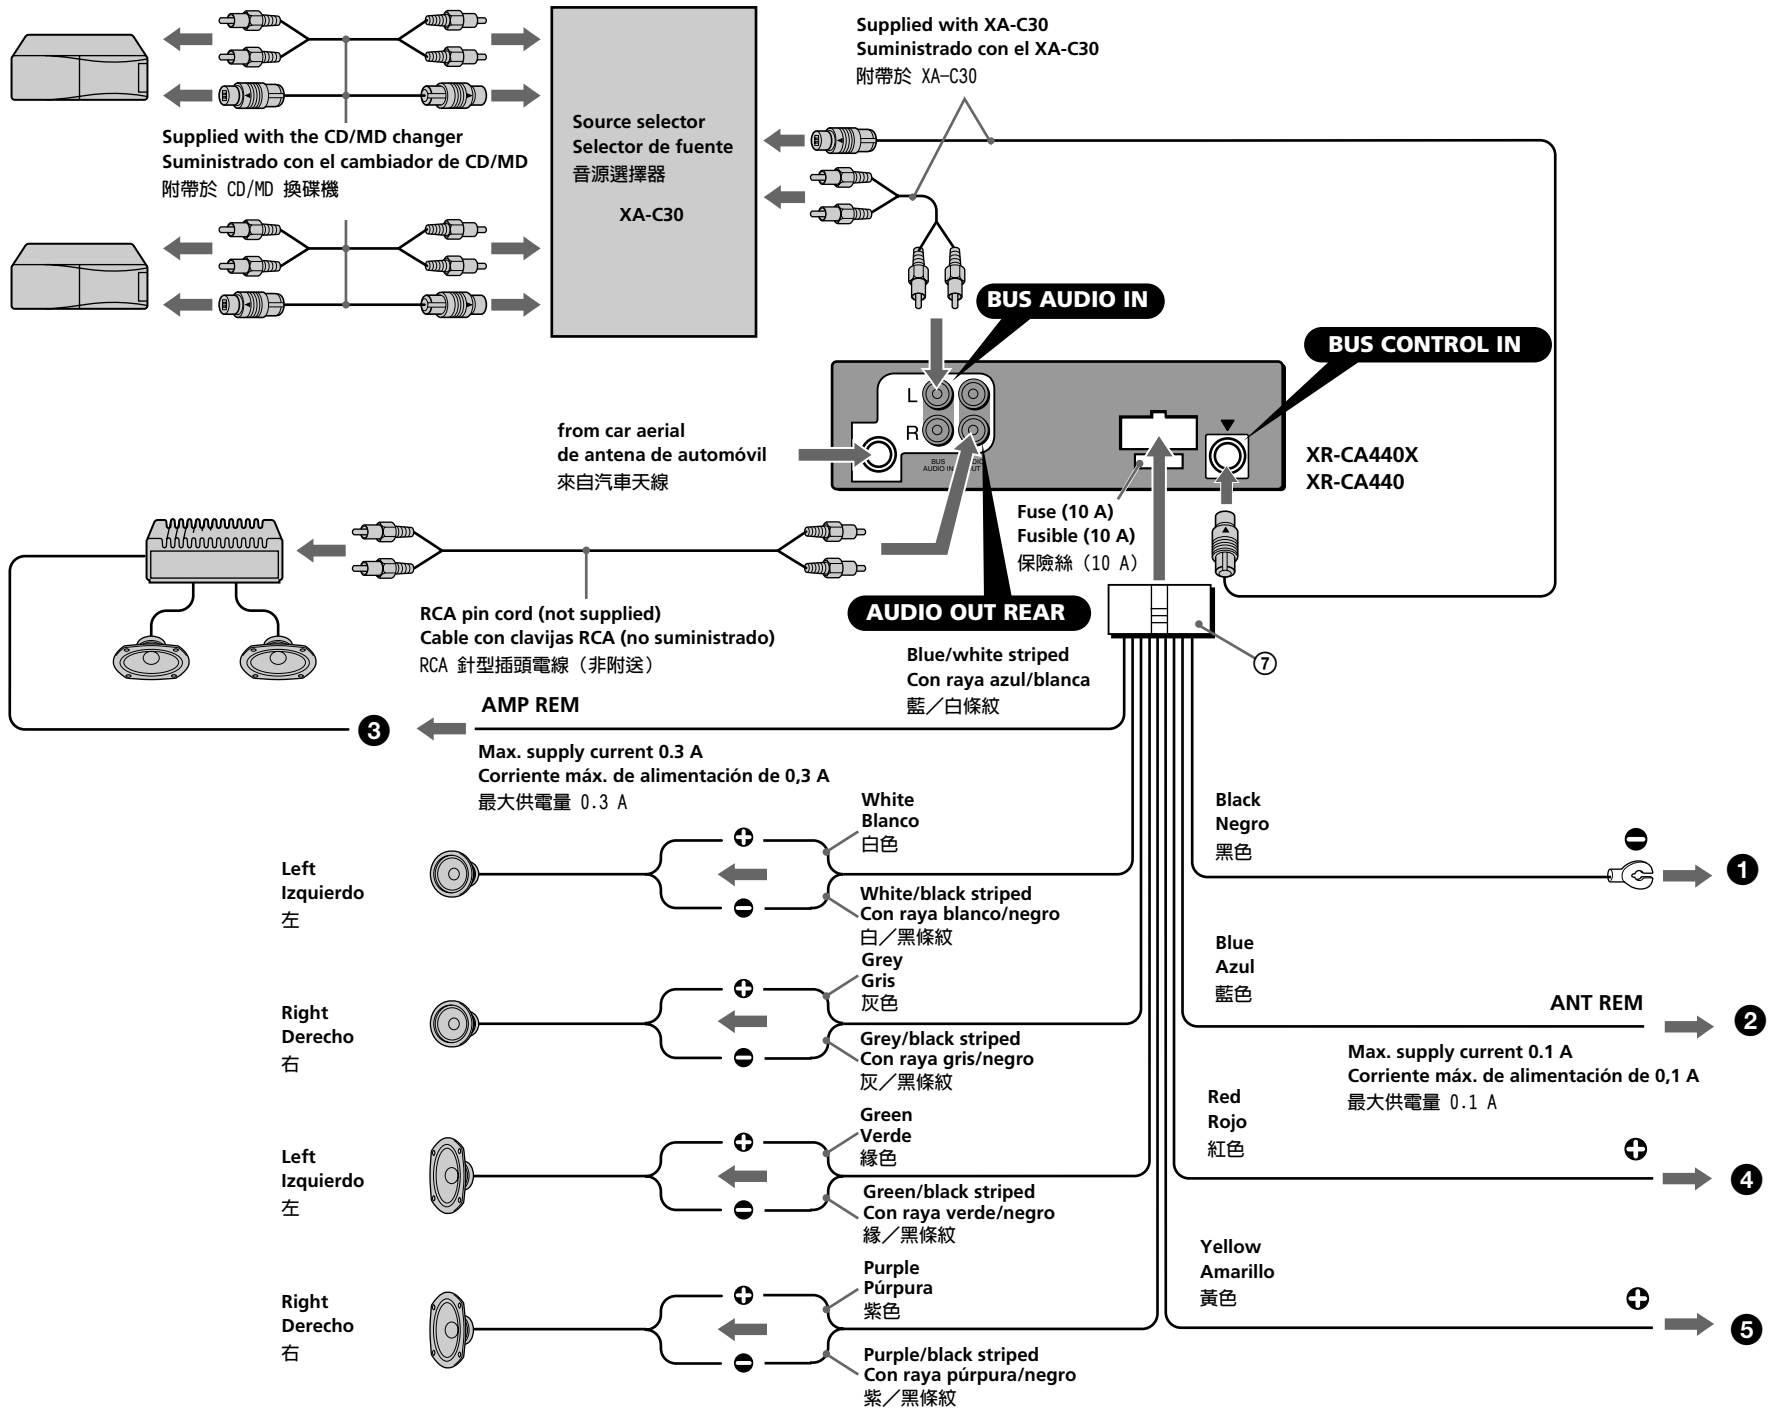 Supplied with XA-C30
Suministrado con el XA-C30
附帶於 XA-C30
Supplied with the CD/MD changer
Suministrado con el cambiador de CD/MD
附帶於 CD/MD 換碟機
Source selector
Selector de fuente
音源選擇器
XA-C30
BUS AUDIO IN
BUS CONTROL IN
L
R
BUS
AUDIO IN
from car aerial
de antena de automóvil
來自汽車天線
XR-CA440X
XR-CA440
Fuse (10 A)
Fusible (10 A)
保險絲（10 A）
AUDIO OUT REAR
RCA pin cord (not supplied)
Cable con clavijas RCA (no suministrado)
RCA 針型插頭電線（非附送）
Blue/white striped
Con raya azul/blanca
藍／白條紋
⑦
AMP REM
❸
Max. supply current 0.3 A
Corriente máx. de alimentación de 0,3 A
最大供電量 0.3 A
White
Blanco
白色
Left
Izquierdo
左
White/black striped
Con raya blanco/negro
白／黑條紋
Grey
Gris
灰色
Right
Derecho
右
Grey/black striped
Con raya gris/negro
灰／黑條紋
Green
Verde
緣色
Left
Izquierdo
左
Green/black striped
Con raya verde/negro
緣／黑條紋
Purple
Púrpura
紫色
Right
Derecho
右
Purple/black striped
Con raya púrpura/negro
紫／黑條紋
Black
Negro
黑色
❶
Blue
Azul
藍色
ANT REM
❷
Max. supply current 0.1 A
Corriente máx. de alimentación de 0,1 A
最大供電量 0.1 A
Red
Rojo
紅色
❹
Yellow
Amarillo
黃色
❺